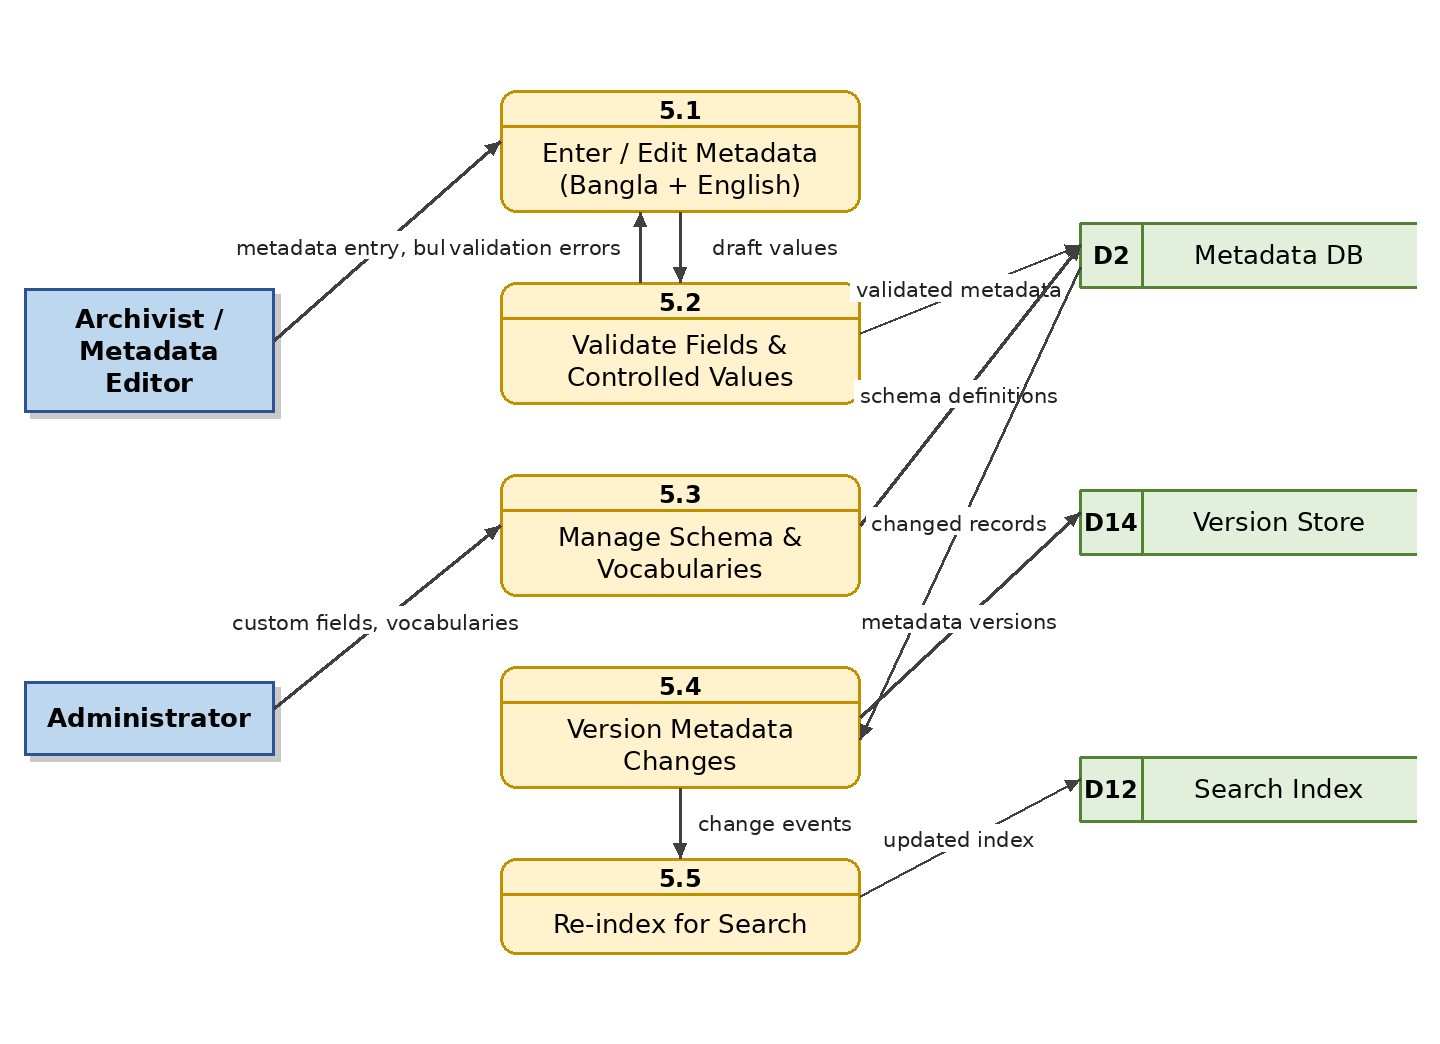 5.1
Enter / Edit Metadata
(Bangla + English)
metadata entry,
validation errors
draft values
Archivist /
Metadata
Editor
5.2
Validate Fields &
Controlled Values
validated metadata
D2
Metadata DB
schema definitions
5.3
Manage Schema &
Vocabularies
changed records
D14
Version Store
custom fields, vocabularies
metadata versions
Administrator
5.4
Version Metadata
Changes
change events
D12
Search Index
updated index
5.5
Re-index for Search